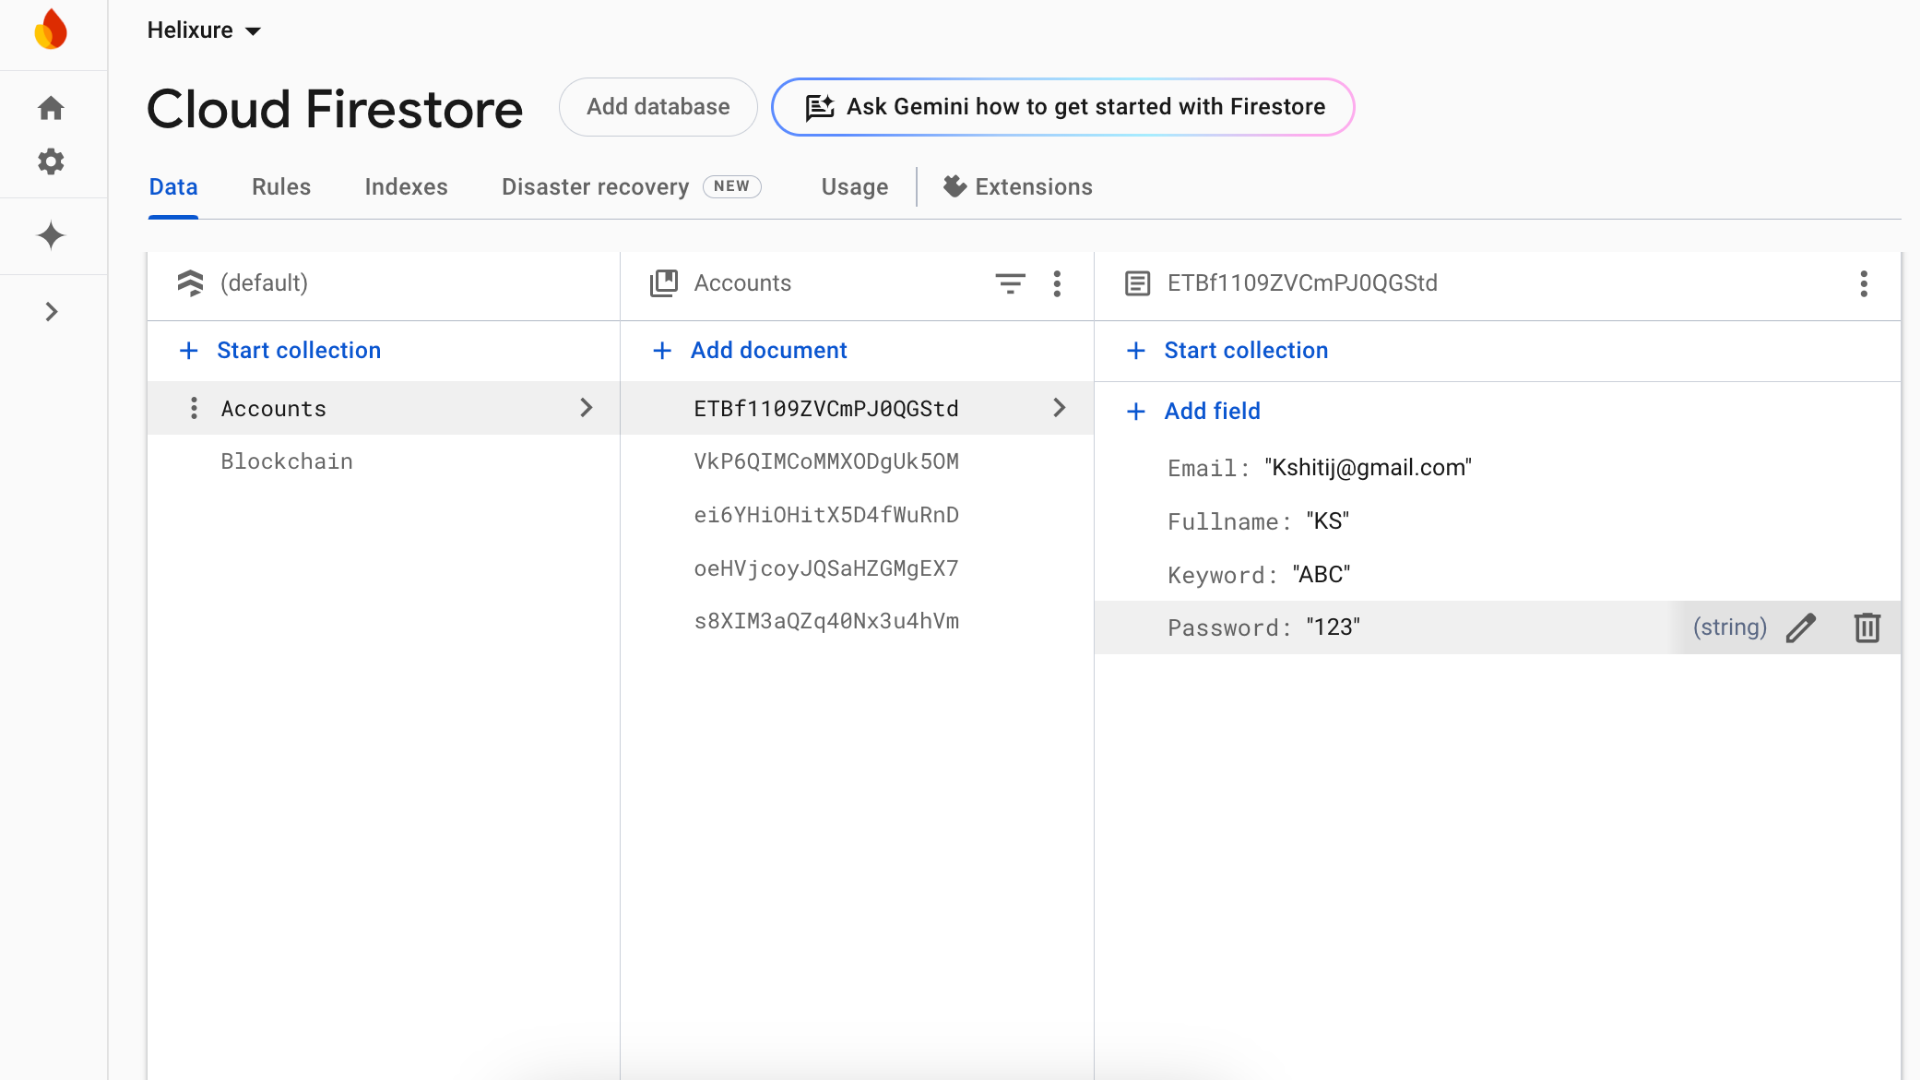 Helixure
Cloud Firestore
Add database
Ask Gemini how to get started with Firestore
Data
Rules
Indexes
Disaster recovery
NEW
Usage
Extensions
(default)
Start collection
Accounts
Blockchain
Accounts
Add document
ETBf1109ZVCmPJ0QGStd
VkP6QIMCoMMXODgUk5OM
ei6YHiOHitX5D4fWuRnD
oeHVjcoyJQSaHZGMgEX7
s8XIM3aQZq40Nx3u4hVm
ETBf1109ZVCmPJ0QGStd
Start collection
Add field
Email: "Kshitij@gmail.com"
Fullname: "KS"
Keyword: "ABC"
Password: "123" (string)